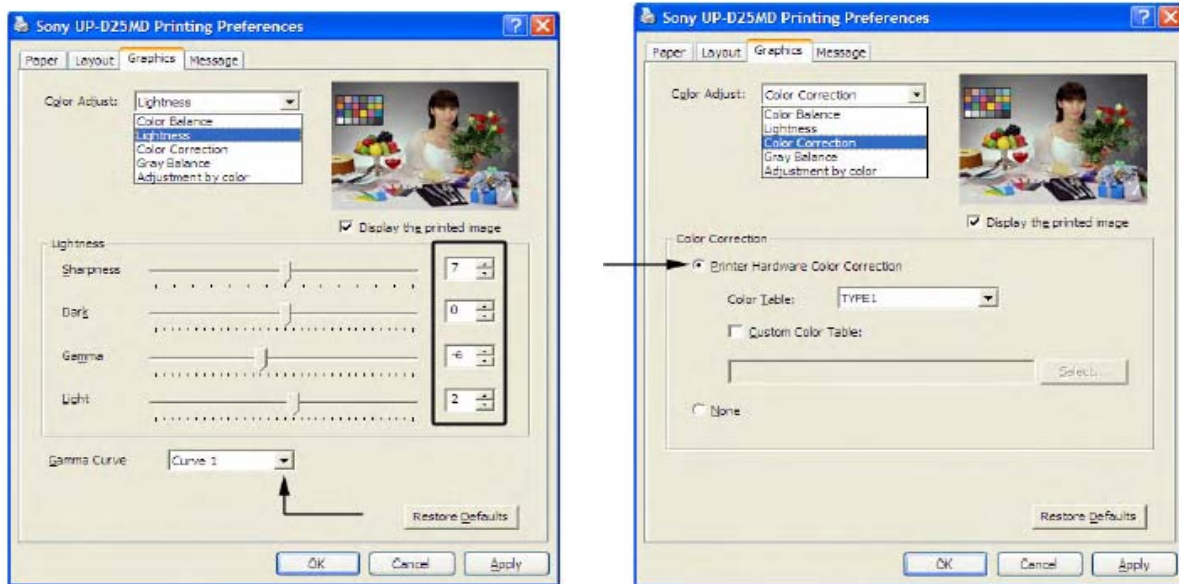 Sony UP-D25MD Printing Preferences
Paper
Layout
Graphics
Message
Color Adjust:
Lightness
Color Balance
Lightness
Color Correction
Gray Balance
Adjustment by color
Display the printed image
Lightness
Sharpness
7
Dark
0
Gamma
-6
Light
2
Gamma Curve
Curve 1
Restore Defaults
OK
Cancel
Apply
Sony UP-D25MD Printing Preferences
Paper
Layout
Graphics
Message
Color Adjust:
Color Correction
Color Balance
Lightness
Color Correction
Gray Balance
Adjustment by color
Display the printed image
Color Correction
Printer Hardware Color Correction
Color Table:
TYPE1
Custom Color Table:
Select...
None
Restore Defaults
OK
Cancel
Apply